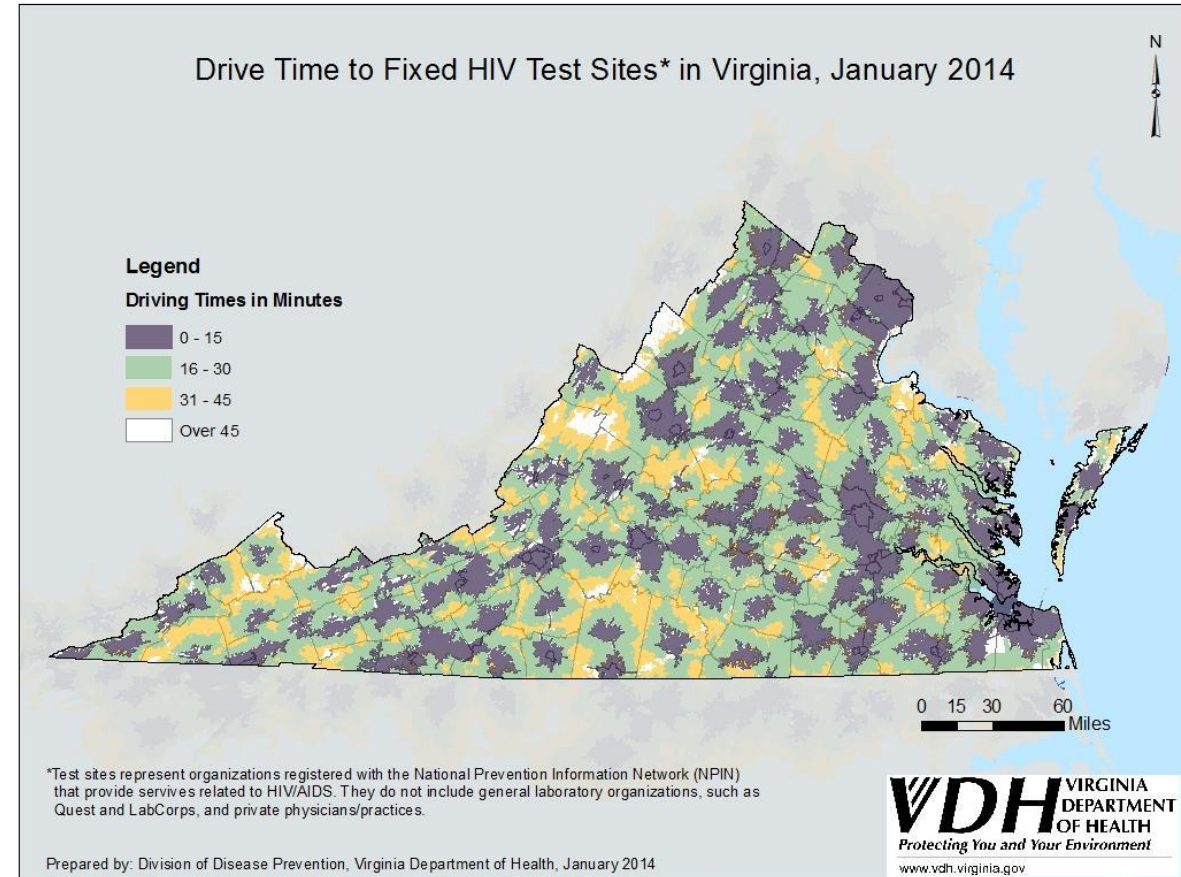 Drive Time to Fixed HIV Test Sites* in Virginia, January 2014
N
Legend
Driving Times in Minutes
0 - 15
16 - 30
31 - 45
Over 45
0 15 30 60
Miles
*Test sites represent organizations registered with the National Prevention Information Network (NPIN)
that provide servives related to HIV/AIDS. They do not include general laboratory organizations, such as
Quest and LabCorps, and private physicians/practices.
Prepared by: Division of Disease Prevention, Virginia Department of Health, January 2014
VDH
VIRGINIA
DEPARTMENT
OF HEALTH
Protecting You and Your Environment
www.vdh.virginia.gov